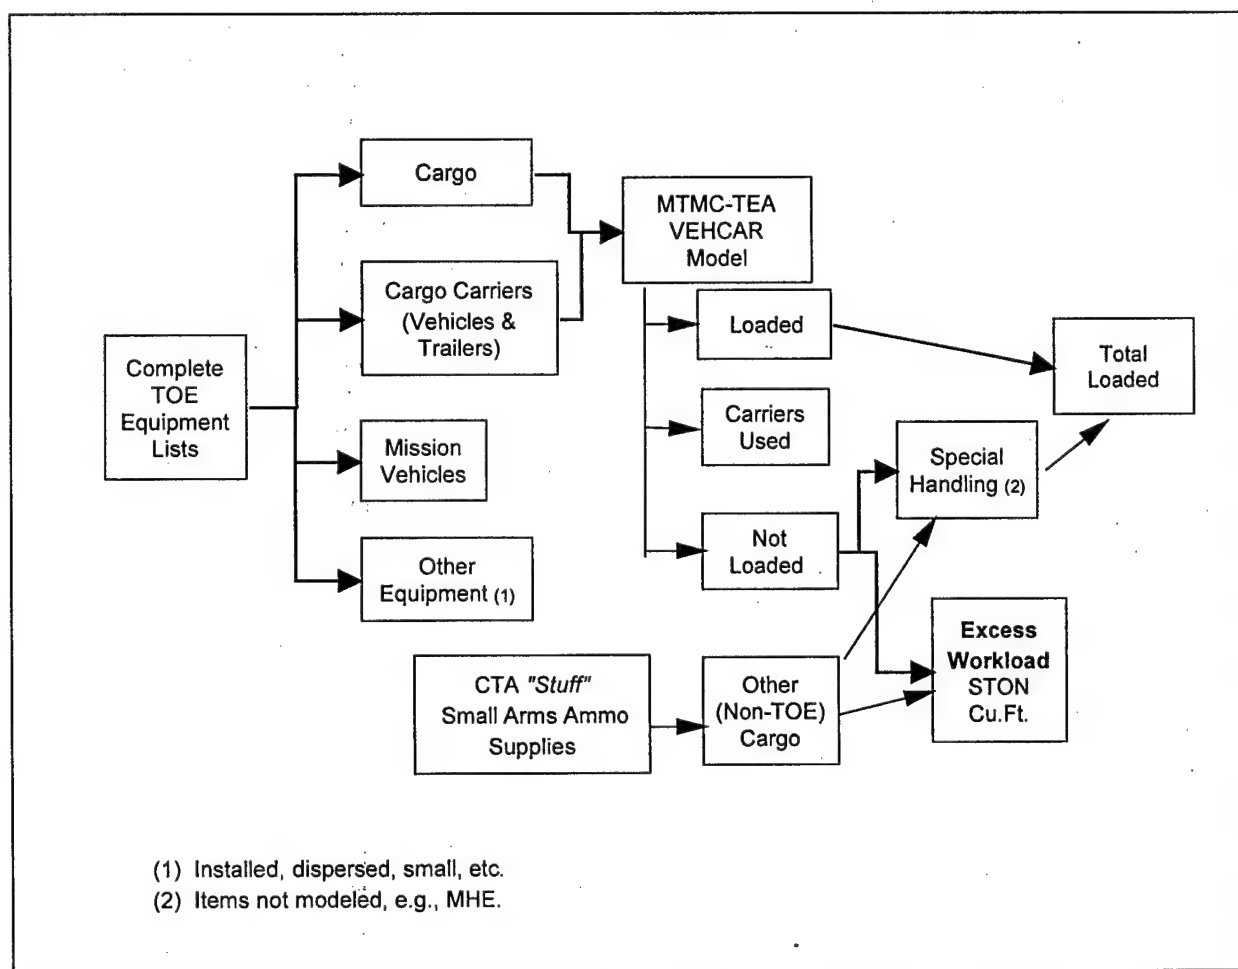 Cargo
MTMC-TEA
VEHCAR
Model
Cargo Carriers
(Vehicles &
Trailers)
Loaded
Total
Loaded
Complete
TOE
Equipment
Lists
Carriers
Used
Mission
Vehicles
Special
Handling (2)
Not
Loaded
Other
Equipment (1)
Excess
Workload
STON
Cu.Ft.
CTA "Stuff"
Small Arms Ammo
Supplies
Other
(Non-TOE)
Cargo
(1) Installed, dispersed, small, etc.
(2) Items not modeled, e.g., MHE.